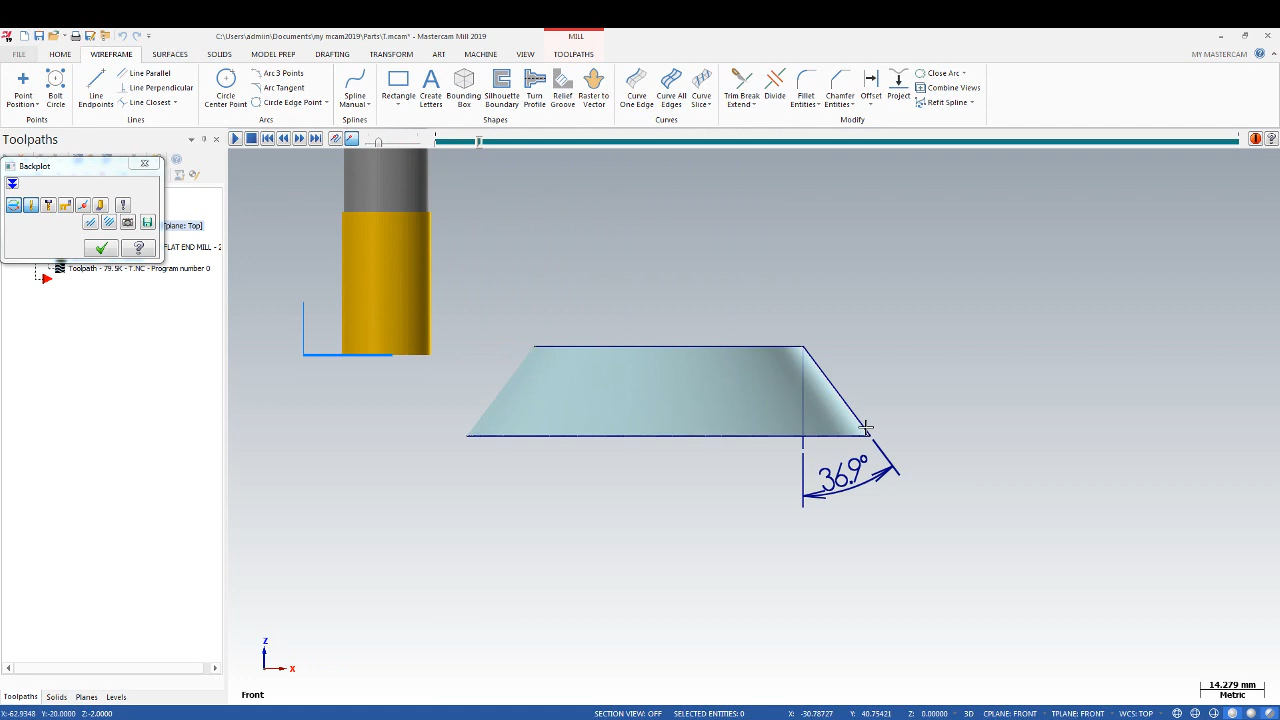 C:\Users\admiin\Documents\my mcam2019\Parts\T.mcam* - Mastercam Mill 2019
MILL
FILE HOME WIREFRAME SURFACES SOLIDS MODEL PREP DRAFTING TRANSFORM ART MACHINE VIEW TOOLPATHS MY MASTERCAM
Point Position
Bolt Circle
Points
Line Endpoints
Line Parallel
Line Perpendicular
Line Closest
Lines
Circle Center Point
Arc 3 Points
Arc Tangent
Circle Edge Point
Arcs
Spline Manual
Splines
Rectangle
Create Letters
Bounding Box
Silhouette Boundary
Turn Profile
Relief Groove
Raster to Vector
Shapes
Curve One Edge
Curve All Edges
Curve Slice
Curves
Trim Break Extend
Divide
Fillet Entities
Chamfer Entities
Offset
Project
Close Arc
Combine Views
Refit Spline
Modify
Toolpaths
Backplot
[Tplane: Top]
FLAT END MILL - 2
Toolpath - 79.5K - T.NC - Program number 0
36.9°
Z
X
Front
14.279 mm
Metric
Toolpaths Solids Planes Levels
X:-62.9348 Y:-20.0000 Z:-2.0000 SECTION VIEW: OFF SELECTED ENTITIES: 0 X: -30.78727 Y: 40.75421 Z: 0.00000 3D CPLANE: FRONT TPLANE: FRONT WCS: TOP